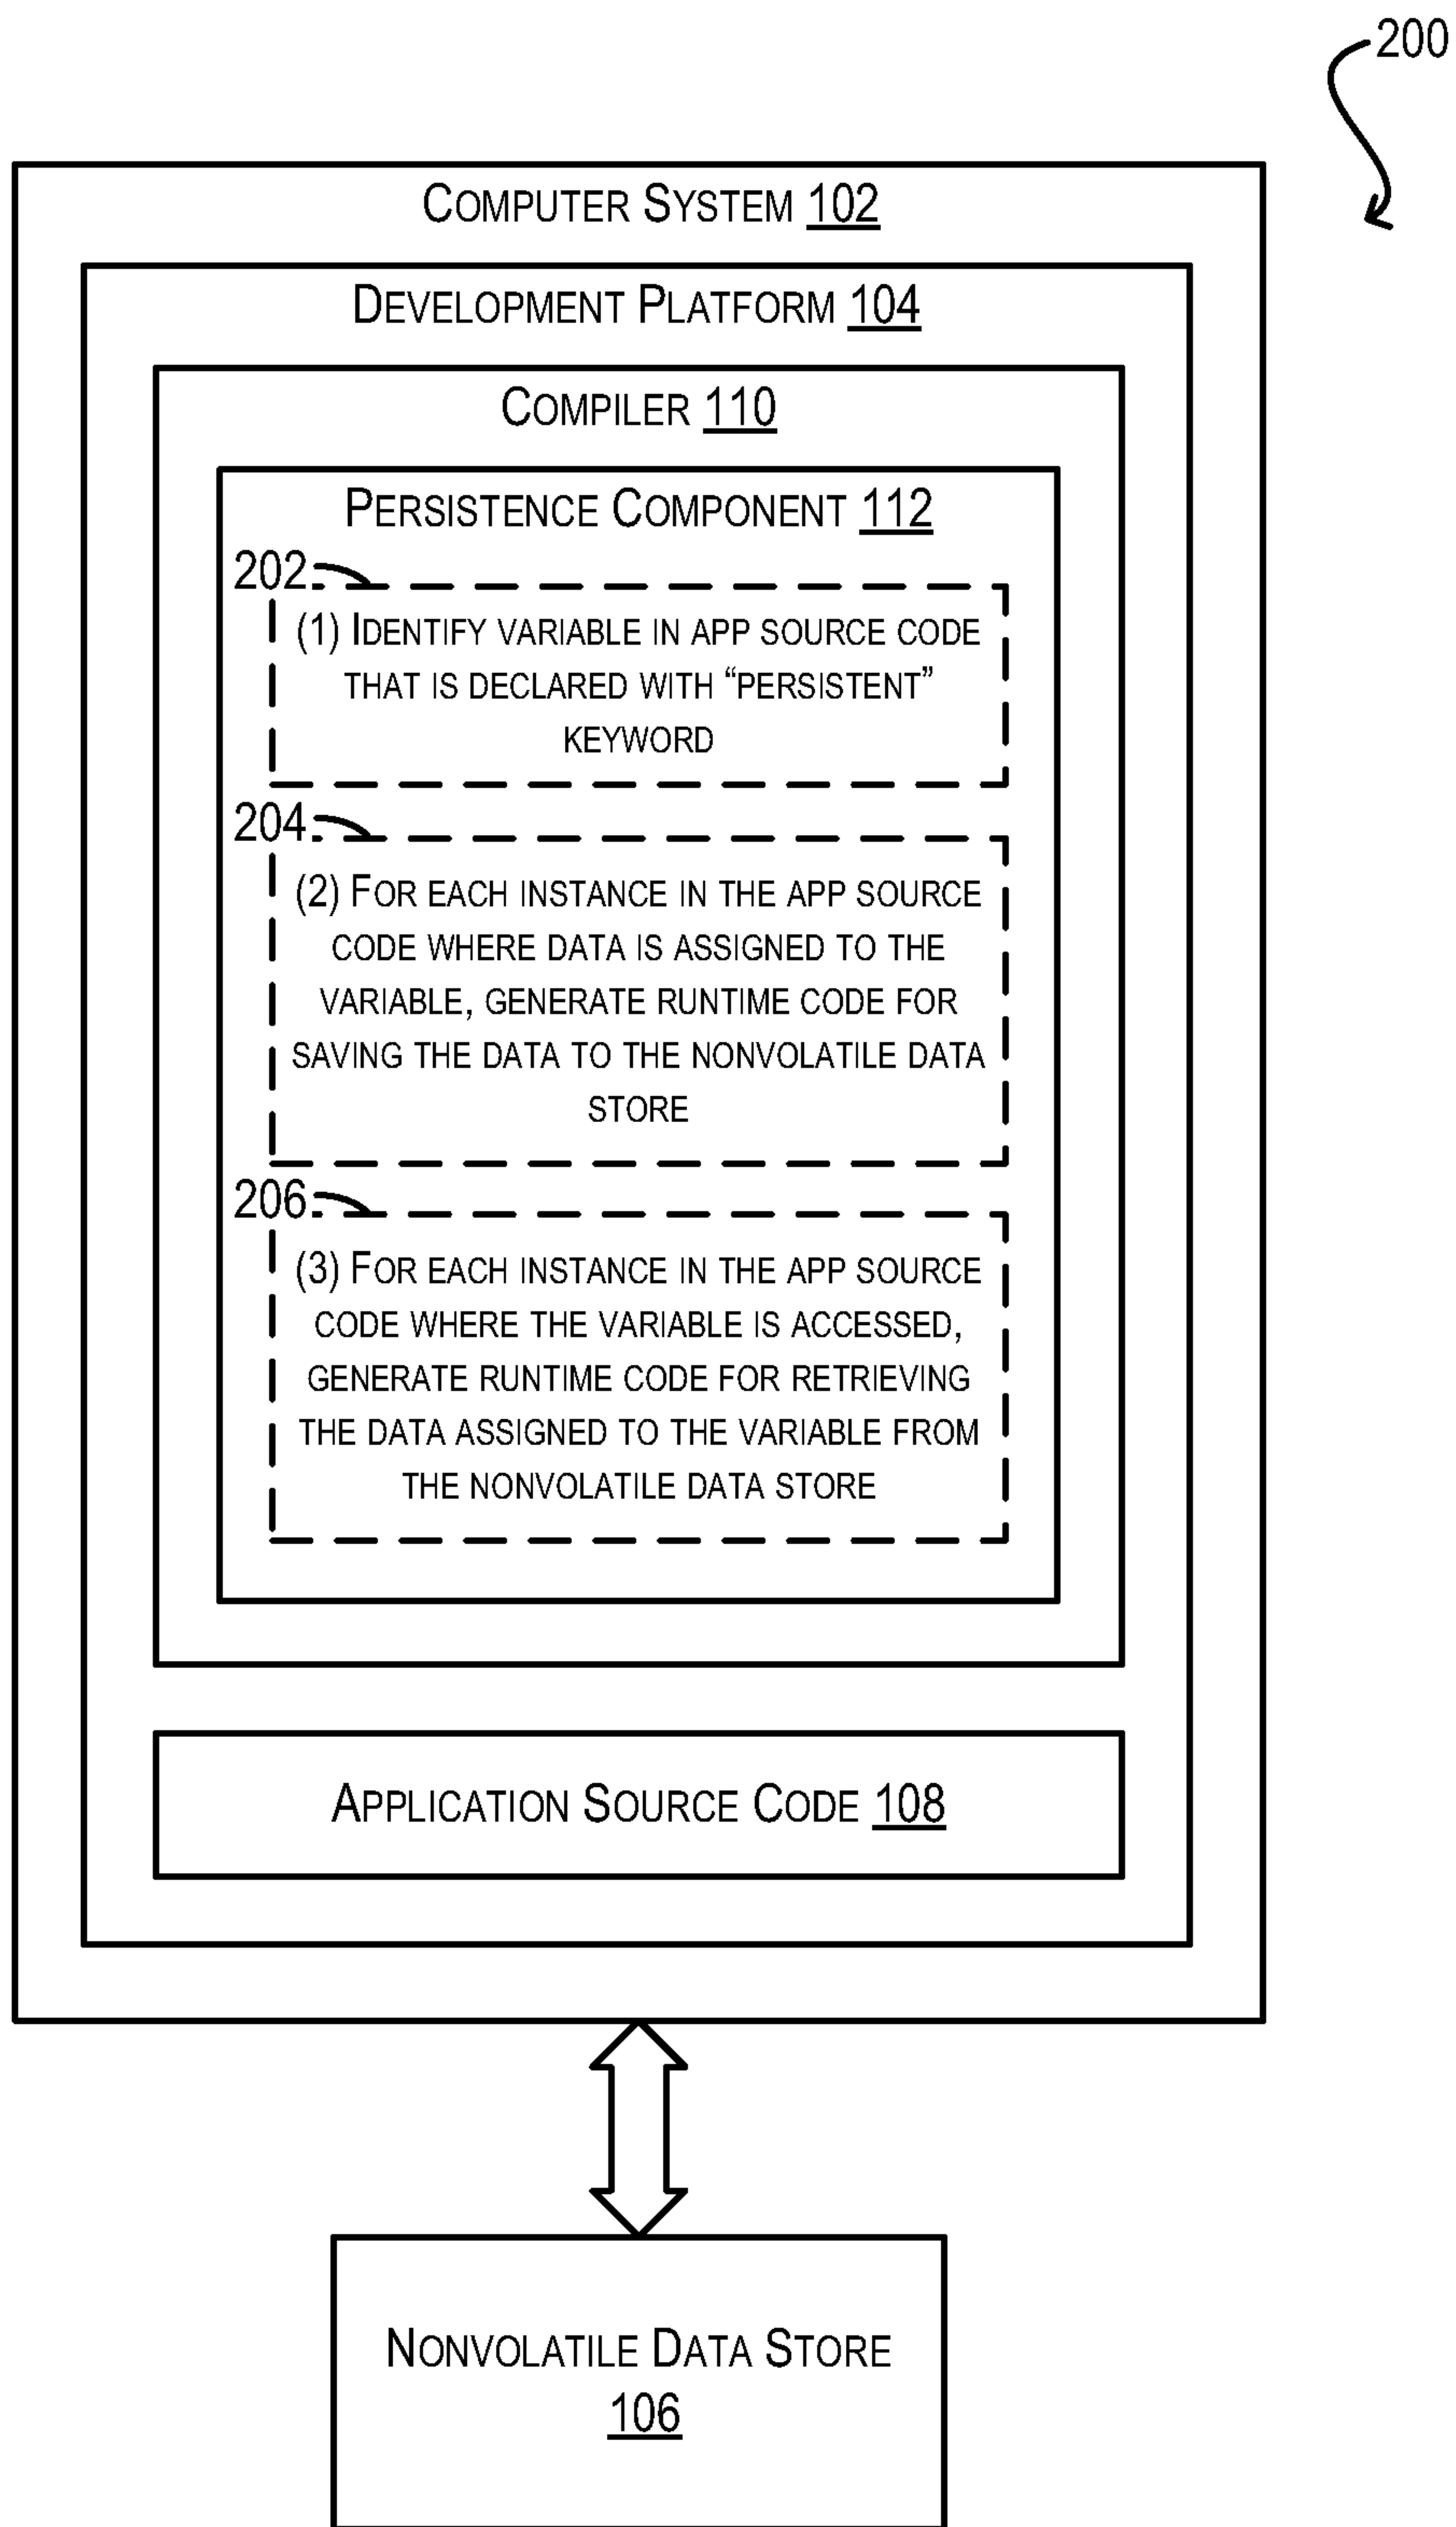 200
COMPUTER SYSTEM 102
DEVELOPMENT PLATFORM 104
COMPILER 110
PERSISTENCE COMPONENT 112
202
(1) IDENTIFY VARIABLE IN APP SOURCE CODE
THAT IS DECLARED WITH “PERSISTENT”
KEYWORD
204
(2) FOR EACH INSTANCE IN THE APP SOURCE
CODE WHERE DATA IS ASSIGNED TO THE
VARIABLE, GENERATE RUNTIME CODE FOR
SAVING THE DATA TO THE NONVOLATILE DATA
STORE
206
(3) FOR EACH INSTANCE IN THE APP SOURCE
CODE WHERE THE VARIABLE IS ACCESSED,
GENERATE RUNTIME CODE FOR RETRIEVING
THE DATA ASSIGNED TO THE VARIABLE FROM
THE NONVOLATILE DATA STORE
APPLICATION SOURCE CODE 108
NONVOLATILE DATA STORE
106